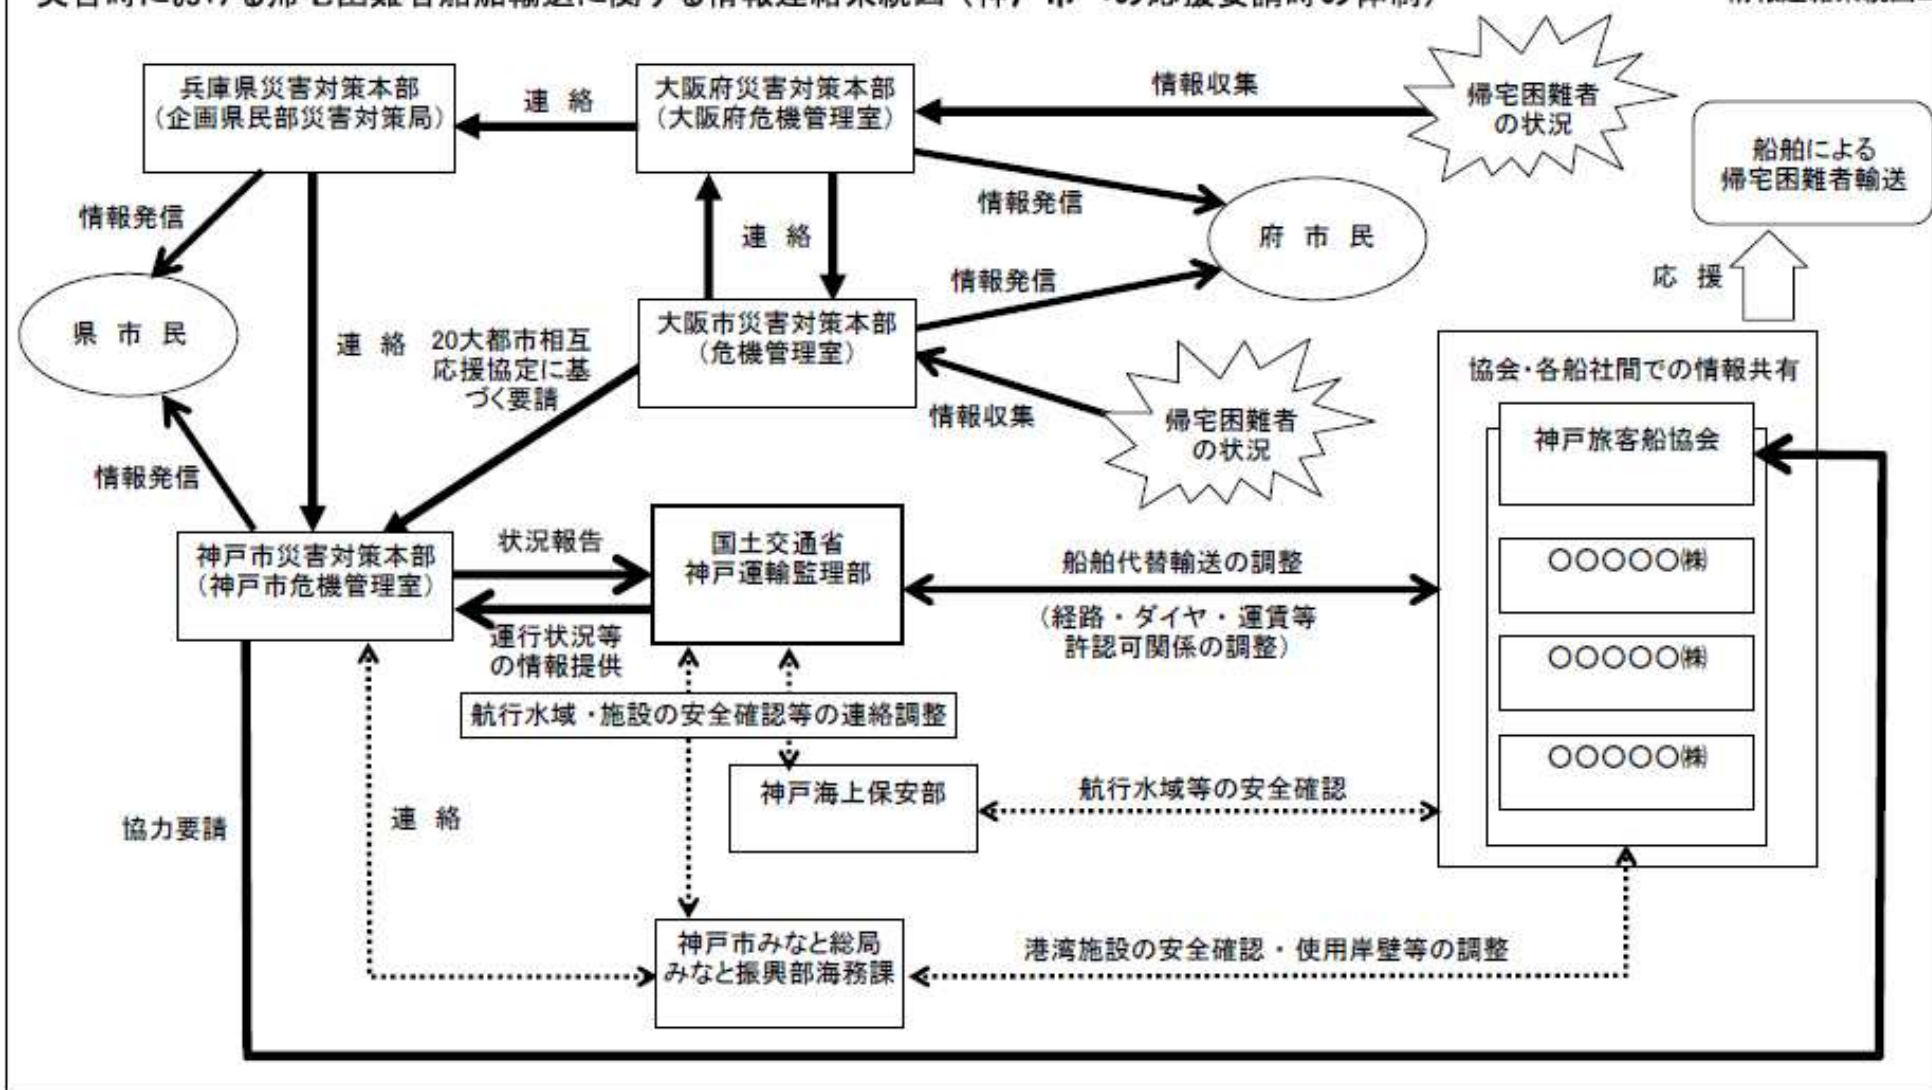 兵庫県災害対策本部
(企画県民部災害対策局)
連 絡
大阪府災害対策本部
(大阪府危機管理室)
情報収集
帰宅困難者
の状況
船舶による
帰宅困難者輸送
情報発信
情報発信
連 絡
府 市 民
情報発信
応 援
県 市 民
連 絡
20大都市相互
応援協定に基
づく要請
大阪市災害対策本部
(危機管理室)
情報収集
帰宅困難者
の状況
協会・各船社間での情報共有
神戸旅客船協会
〇〇〇〇〇㈱
〇〇〇〇〇㈱
〇〇〇〇〇㈱
情報発信
神戸市災害対策本部
(神戸市危機管理室)
状況報告
運行状況等
の情報提供
国土交通省
神戸運輸監理部
船舶代替輸送の調整
(経路・ダイヤ・運賃等
許認可関係の調整)
航行水域・施設の安全確認等の連絡調整
神戸海上保安部
航行水域等の安全確認
協力要請
連 絡
神戸市みなと総局
みなと振興部海務課
港湾施設の安全確認・使用岸壁等の調整